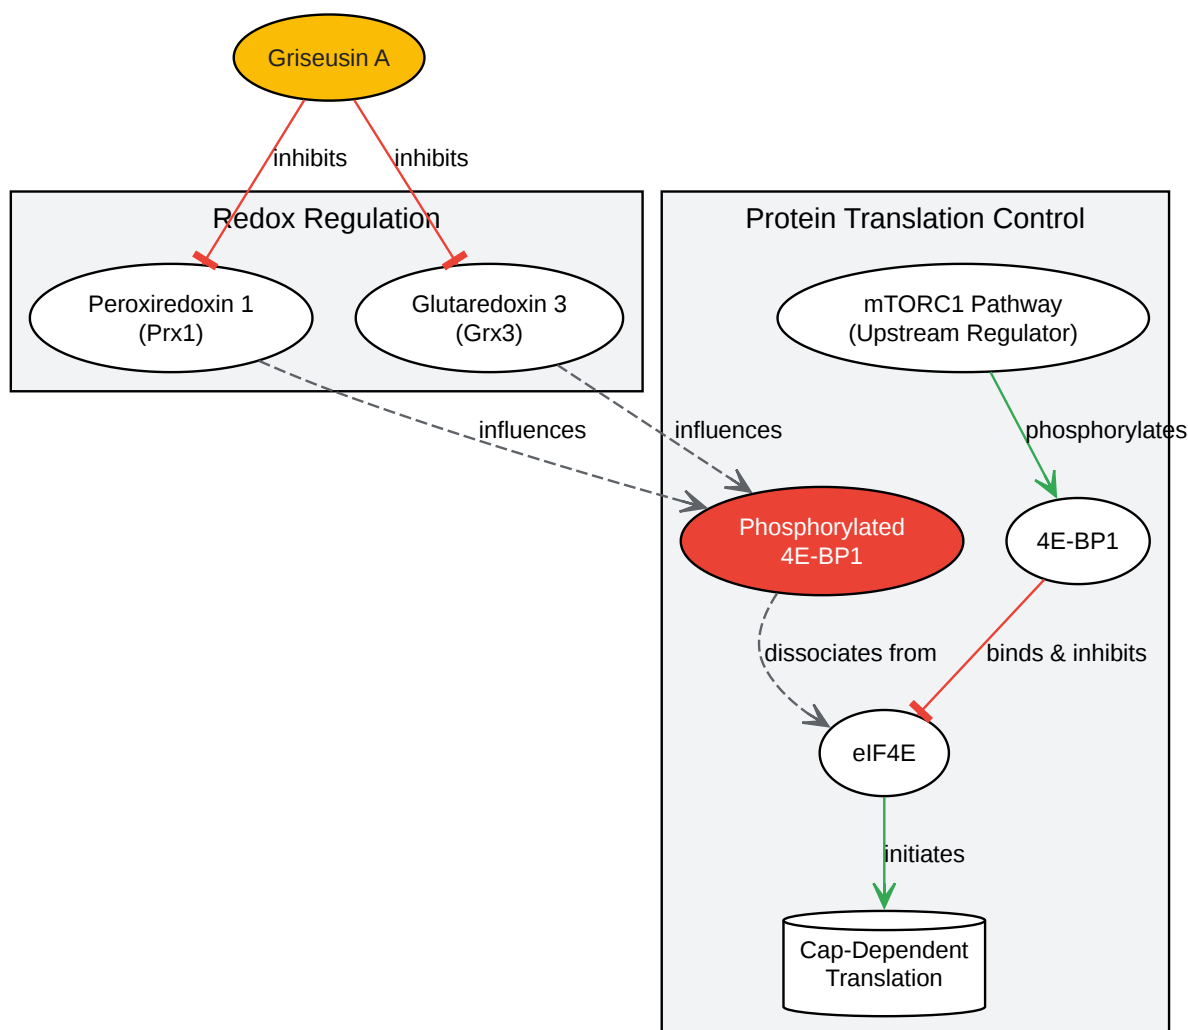 Griseusin A
inhibits
inhibits
Redox Regulation
Protein Translation Control
Peroxiredoxin 1
(Prx1)
Glutaredoxin 3
(Grx3)
mTORC1 Pathway
(Upstream Regulator)
influences
influences
phosphorylates
Phosphorylated
4E-BP1
4E-BP1
dissociates from
binds & inhibits
eIF4E
initiates
Cap-Dependent
Translation